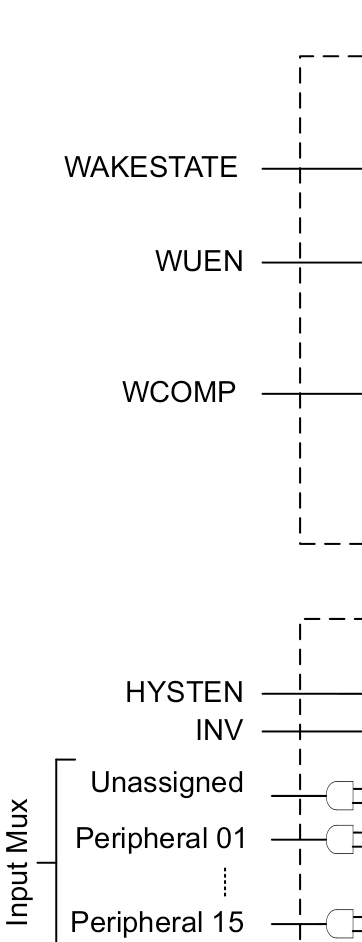 WAKESTATE
WUEN
WCOMP
HYSTEN
INV
Unassigned
Peripheral 01
Peripheral 15
Input Mux